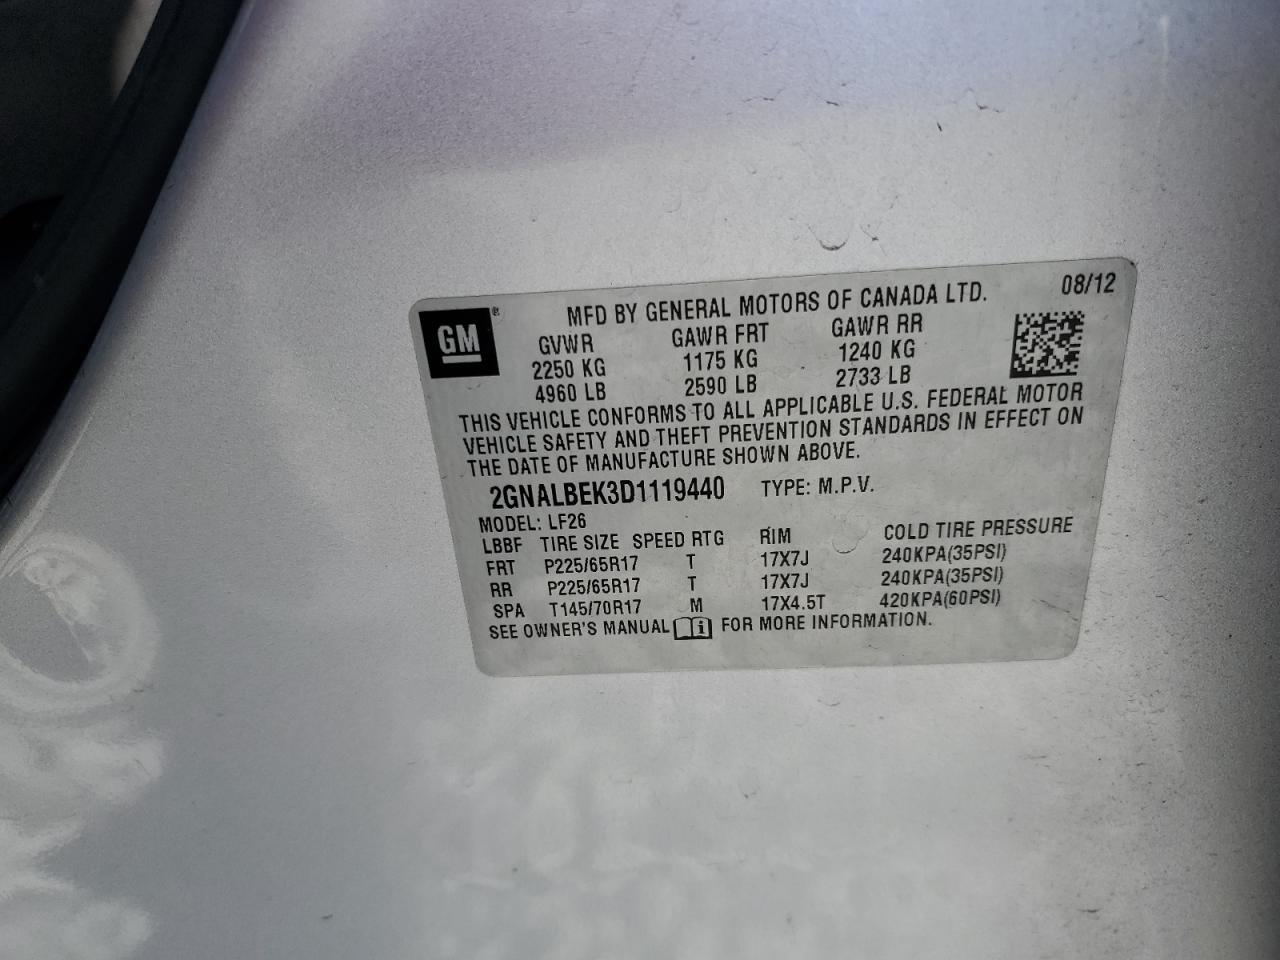 MFD BY GENERAL MOTORS OF CANADA LTD. 08/12
GM ®
GVWR GAWR FRT GAWR RR
2250 KG 1175 KG 1240 KG
4960 LB 2590 LB 2733 LB
THIS VEHICLE CONFORMS TO ALL APPLICABLE U.S. FEDERAL MOTOR
VEHICLE SAFETY AND THEFT PREVENTION STANDARDS IN EFFECT ON
THE DATE OF MANUFACTURE SHOWN ABOVE.
2GNALBEK3D1119440 TYPE: M.P.V.
MODEL: LF26
LBBF TIRE SIZE SPEED RTG RIM COLD TIRE PRESSURE
FRT P225/65R17 T 17X7J 240KPA(35PSI)
RR P225/65R17 T 17X7J 240KPA(35PSI)
SPA T145/70R17 M 17X4.5T 420KPA(60PSI)
SEE OWNER'S MANUAL i FOR MORE INFORMATION.